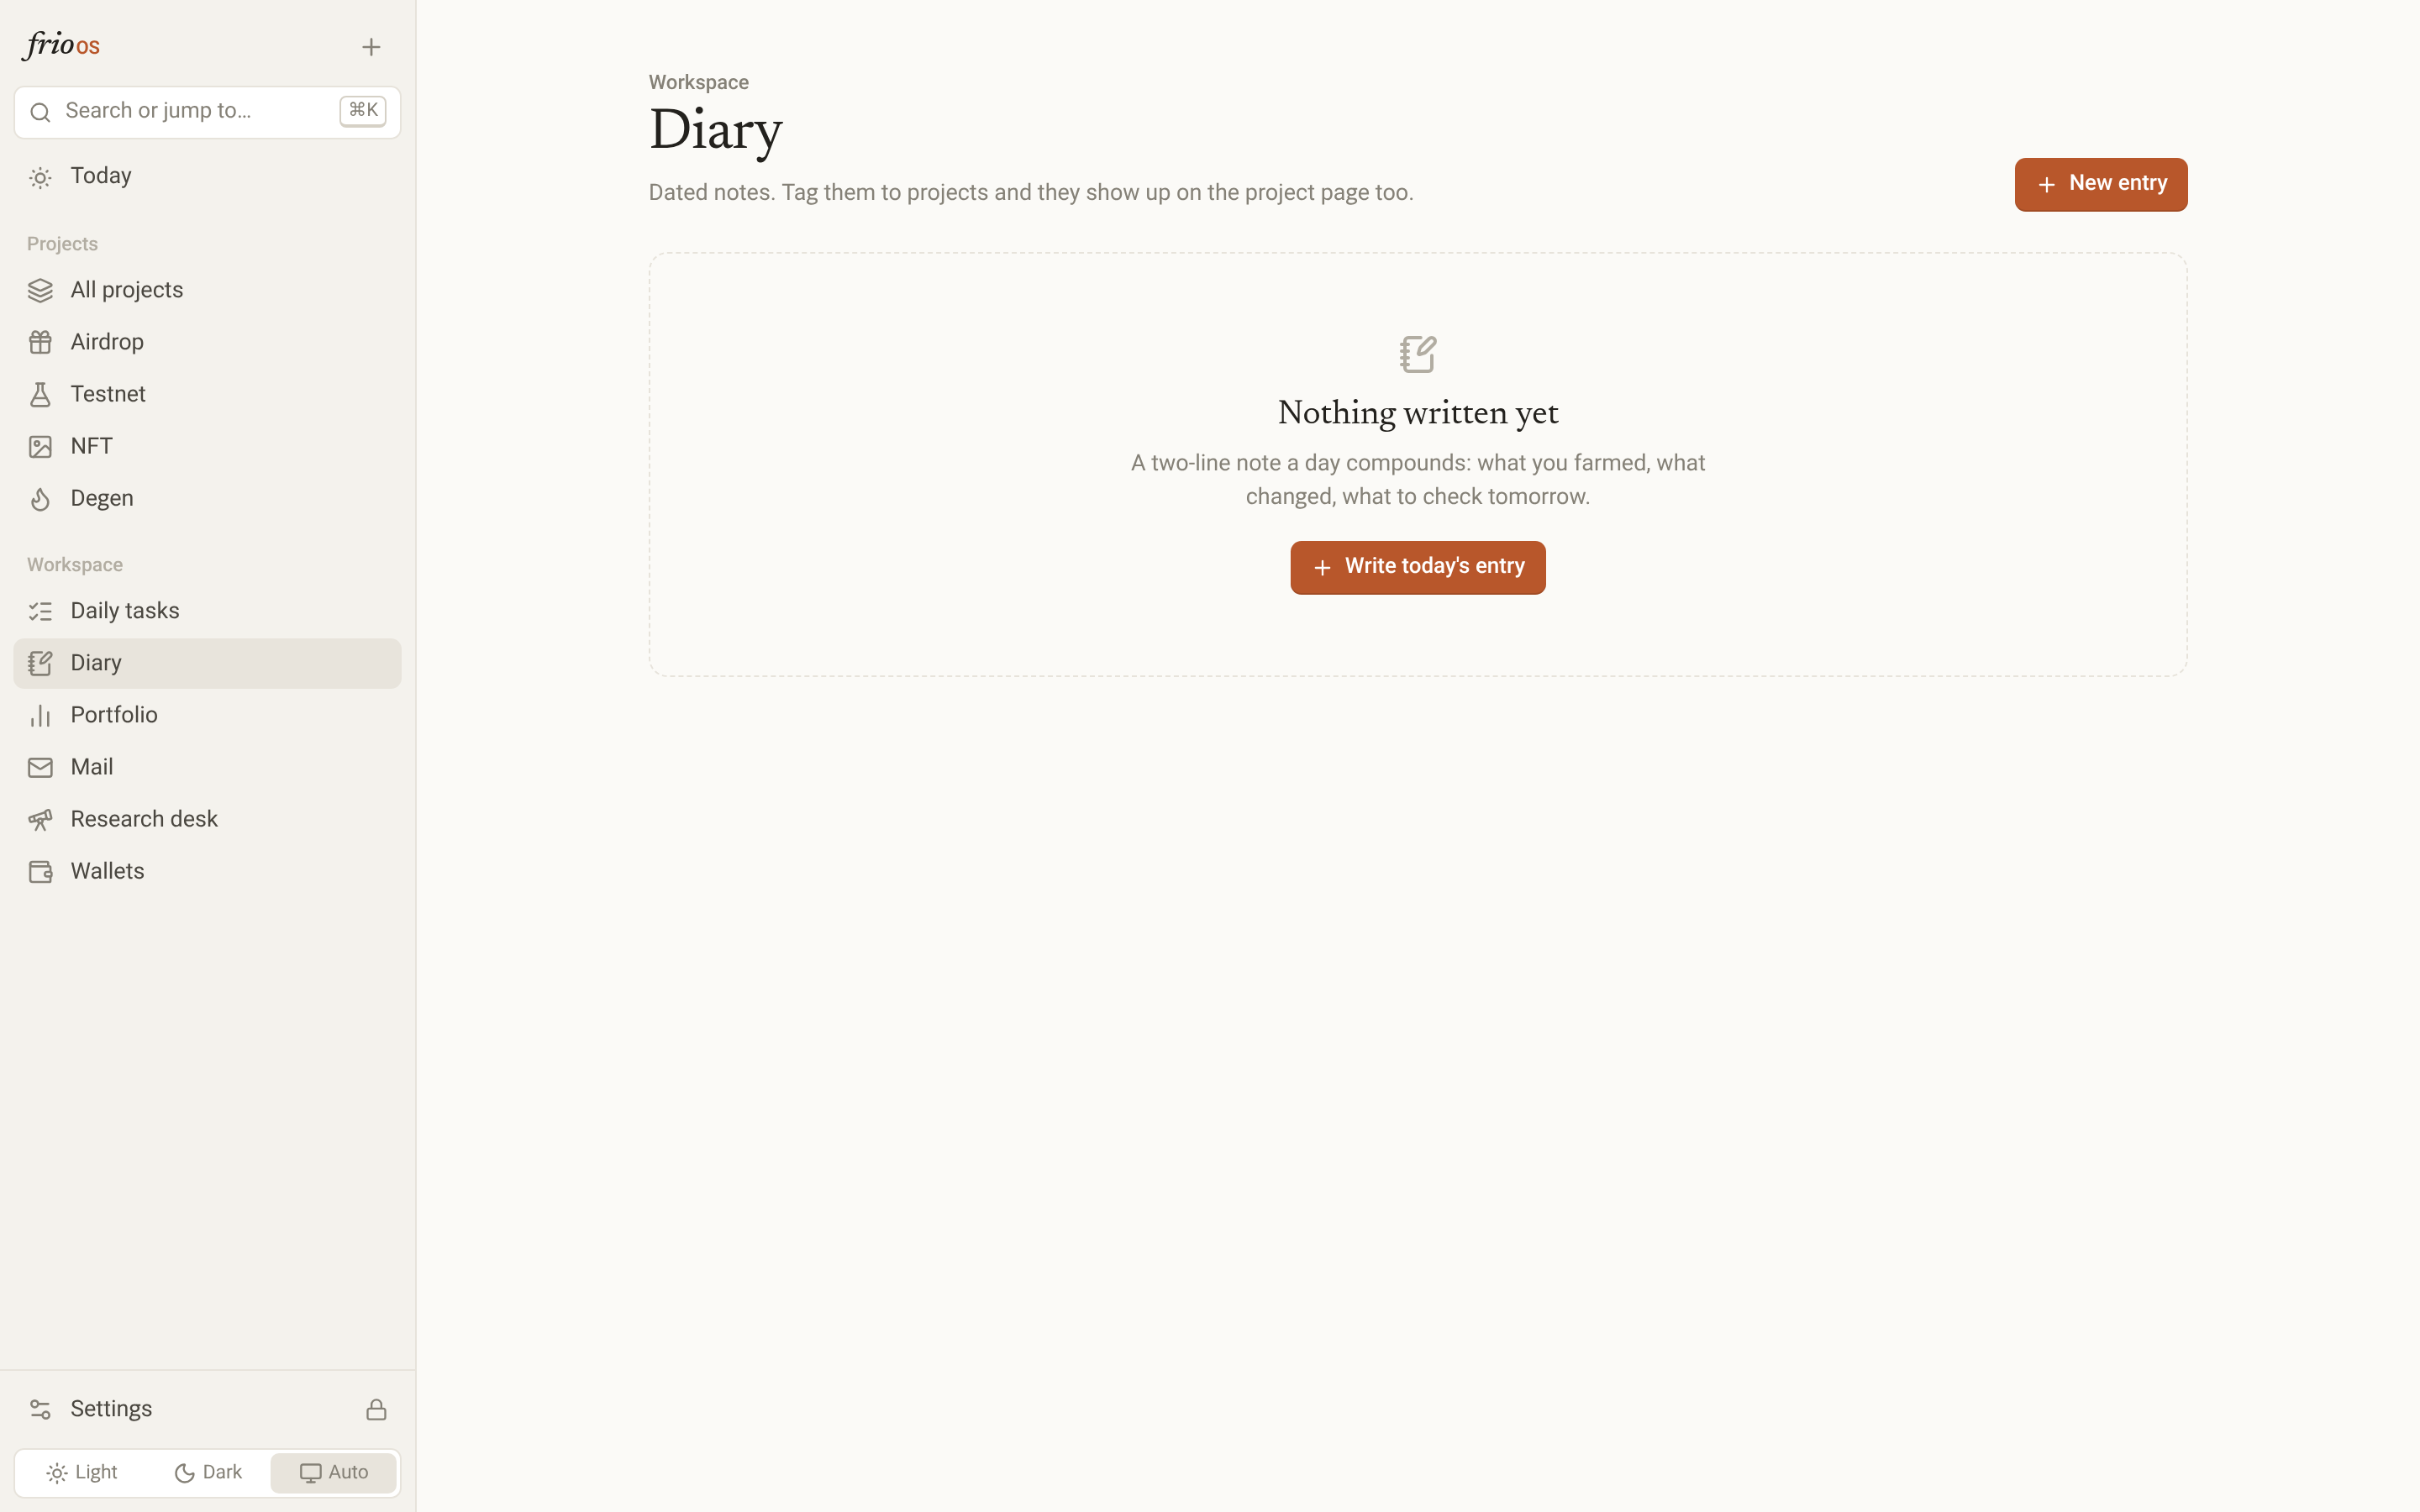 frio os
Search or jump to...
⌘K
Today
Projects
All projects
Airdrop
Testnet
NFT
Degen
Workspace
Daily tasks
Diary
Portfolio
Mail
Research desk
Wallets
Settings
Light
Dark
Auto
Workspace
Diary
Dated notes. Tag them to projects and they show up on the project page too.
New entry
Nothing written yet
A two-line note a day compounds: what you farmed, what
changed, what to check tomorrow.
Write today's entry